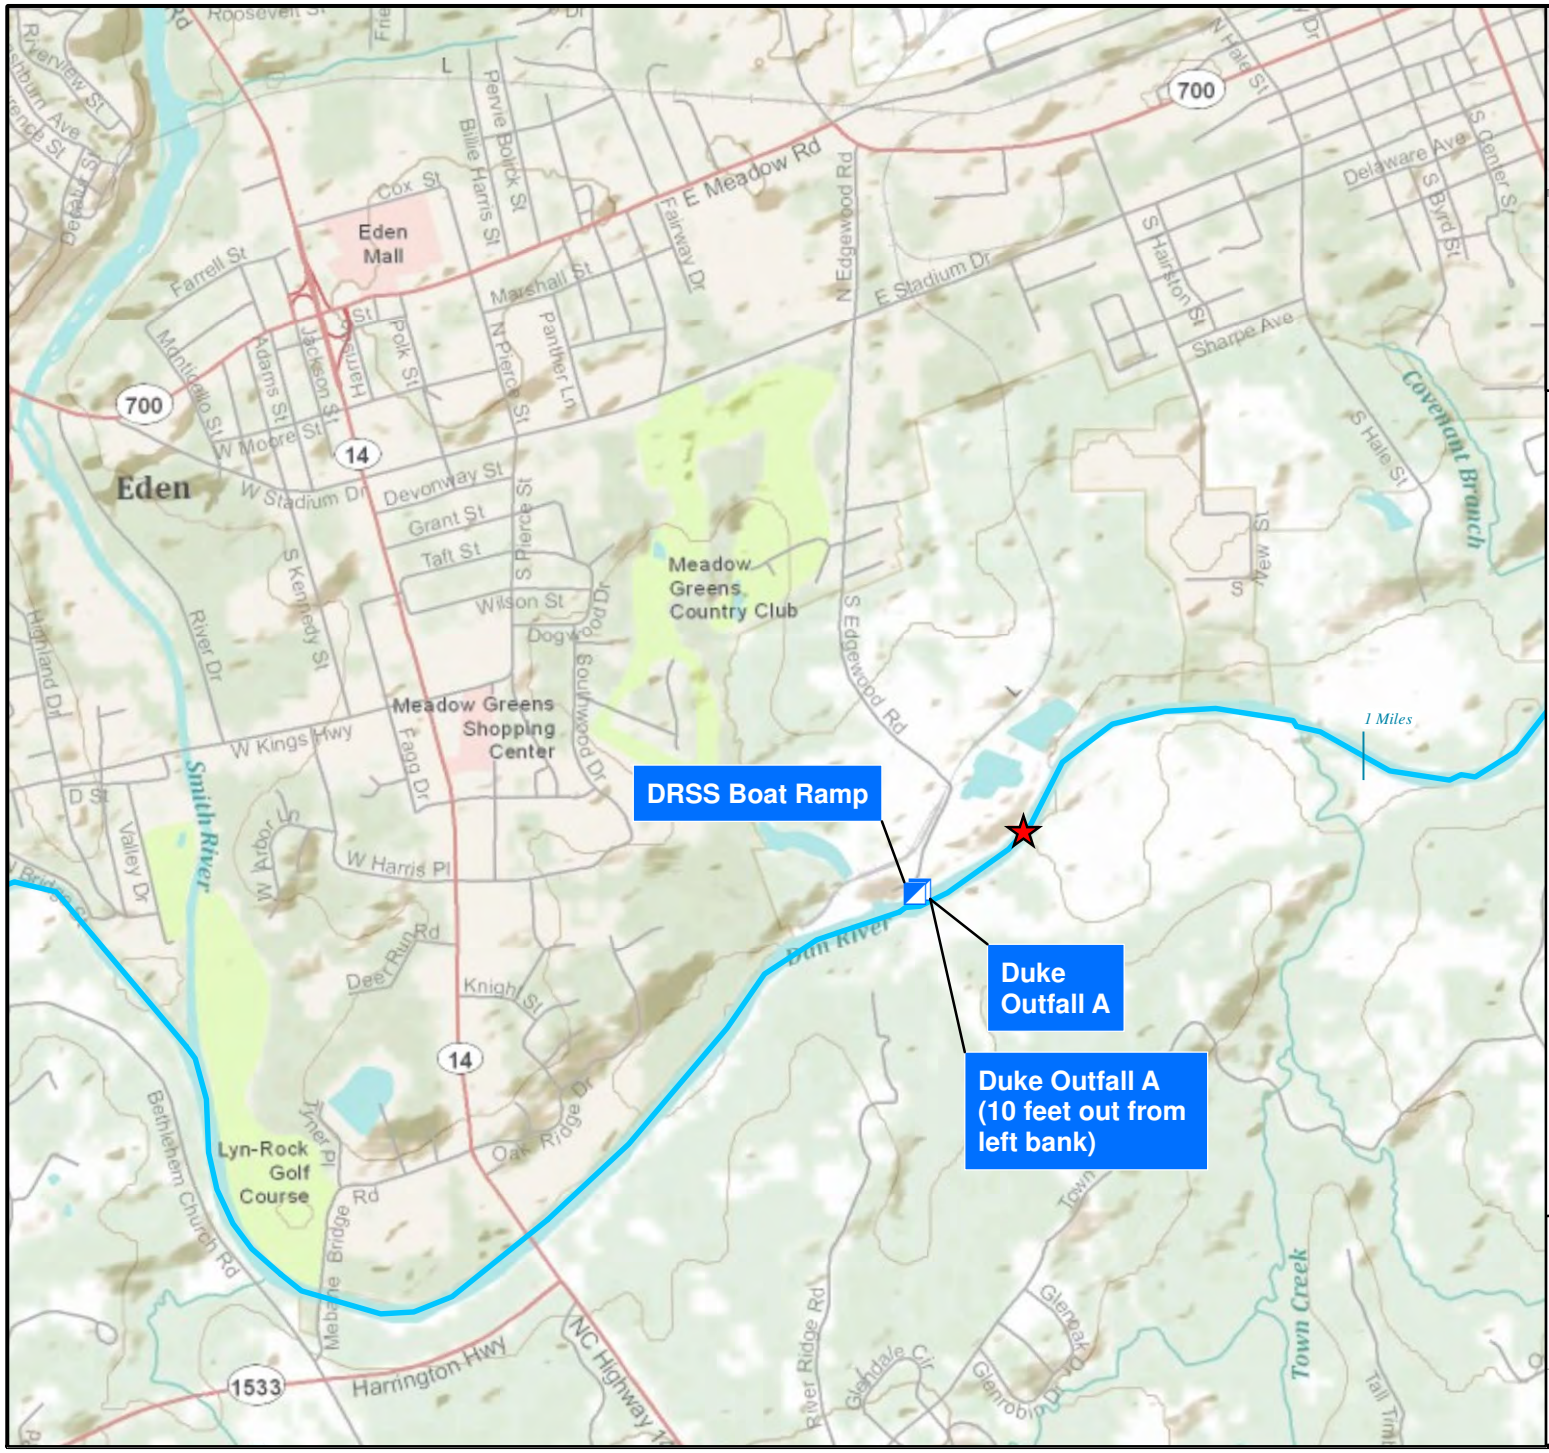 Roosevelt St
Rd
Riverview St
Ave
L
Pervie Bolick St
Billie Harris St
N Hale St
Dr
700
S Center St
Delaware Ave
S Byrd St
E Meadow Rd
Cox St
Eden
Mall
Fairway Dr
N Edgewood Rd
S Hairston St
Farrell St
Marshall St
E Stadium Dr
Sharpe Ave
St
Monticello St
Adams St
Jackson St
Polk St
N Pierce St
Panther Ln
700
W Moore St
14
Covenant Branch
S Hale St
Eden
W Stadium Dr
Devonway St
Grant St
Taft St
S Pierce St
Wilson St
Dogwood Dr
Meadow
Greens
Country Club
New St
S
S Kennedy St
River Dr
Highland Dr
S Edgewood Rd
Southwood Dr
L
Meadow Greens
Shopping
Center
1 Miles
W Kings Hwy
Fagg Dr
Smith River
D St
Valley Dr
W Arbor Ln
W Harris Pl
DRSS Boat Ramp
Dan River
Deer Run Rd
Knight St
Duke
Outfall A
14
Duke Outfall A
(10 feet out from
left bank)
Bethlehem Church Rd
Tyner Pl
Oak Ridge Dr
Lyn-Rock
Golf
Course
Mebane Bridge Rd
Town
Town Creek
Glenoak
Rd
River Ridge Rd
Glendale Cir
Glenrobin Dr
Harrington Hwy
NC Highway 14
1533
Tall